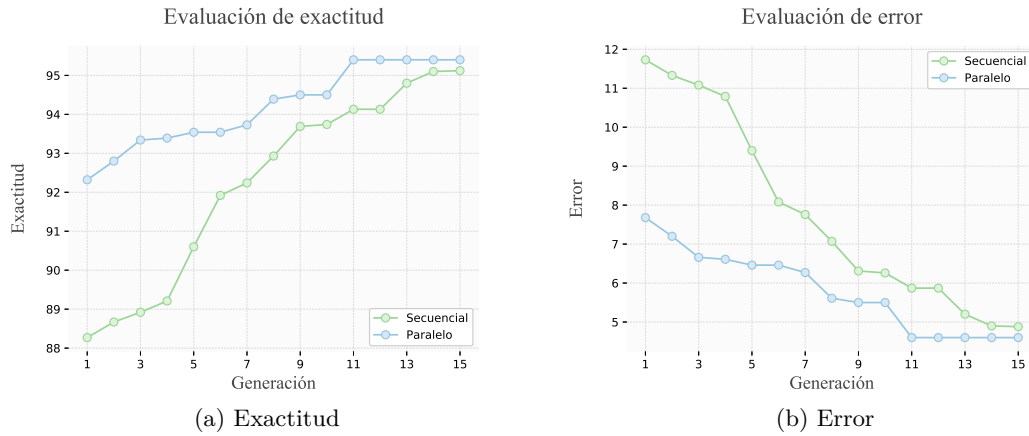 Evaluación de exactitud
95
94
93
92
91
90
89
88
Exactitud
1 3 5 7 9 11 13 15
Generación
Secuencial
Paralelo
(a) Exactitud
Evaluación de error
12
11
10
9
8
7
6
5
Error
1 3 5 7 9 11 13 15
Generación
Secuencial
Paralelo
(b) Error